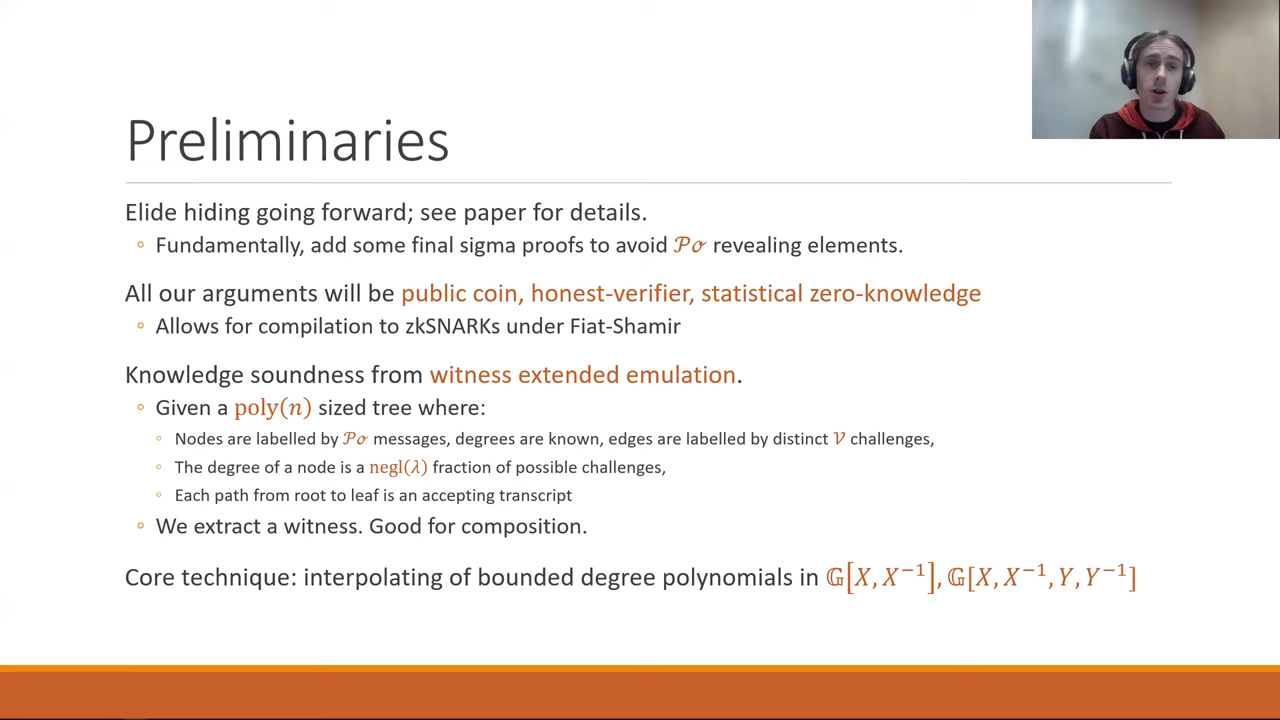 Preliminaries
Elide hiding going forward; see paper for details.
◦ Fundamentally, add some final sigma proofs to avoid 𝒫ℴ revealing elements.
All our arguments will be public coin, honest-verifier, statistical zero-knowledge
◦ Allows for compilation to zkSNARKs under Fiat-Shamir
Knowledge soundness from witness extended emulation.
◦ Given a poly(n) sized tree where:
◦ Nodes are labelled by 𝒫ℴ messages, degrees are known, edges are labelled by distinct 𝒱 challenges,
◦ The degree of a node is a negl(λ) fraction of possible challenges,
◦ Each path from root to leaf is an accepting transcript
◦ We extract a witness. Good for composition.
Core technique: interpolating of bounded degree polynomials in 𝔾[X, X⁻¹], 𝔾[X, X⁻¹, Y, Y⁻¹]